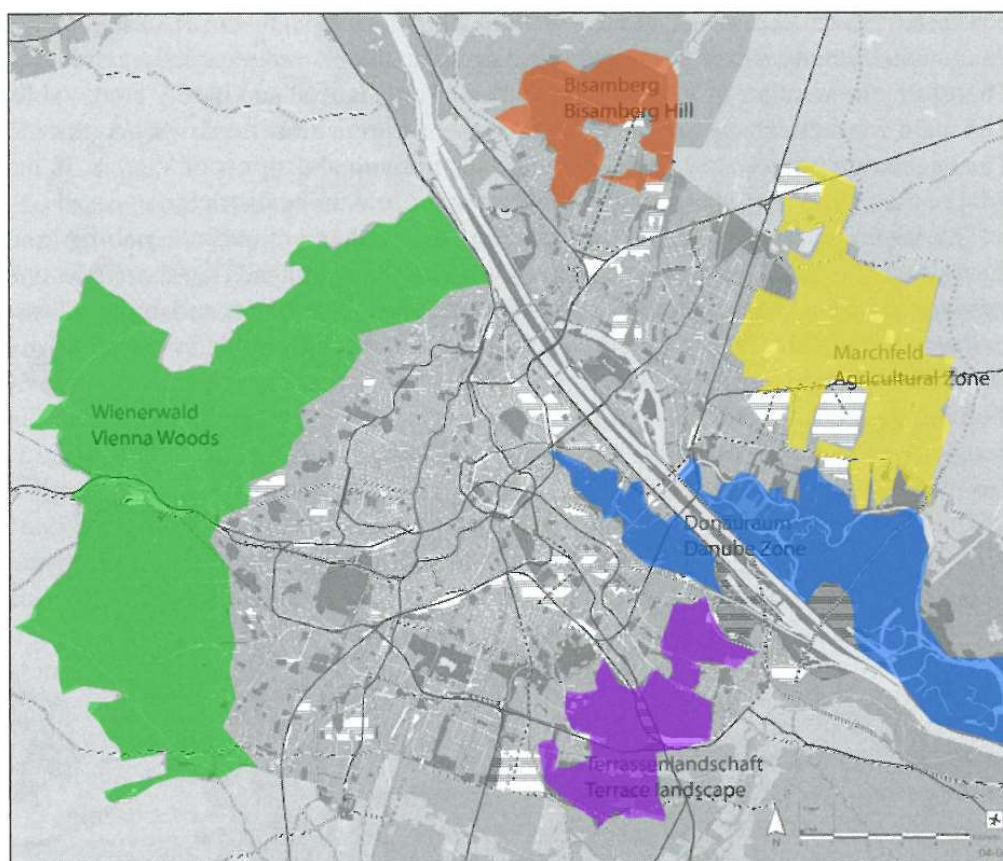 Bisamberg
Bisamberg Hill
Marchfeld
Agricultural Zone
Wienerwald
Vienna Woods
Donauraum
Danube Zone
Terrassenlandschaft
Terrace landscape
N